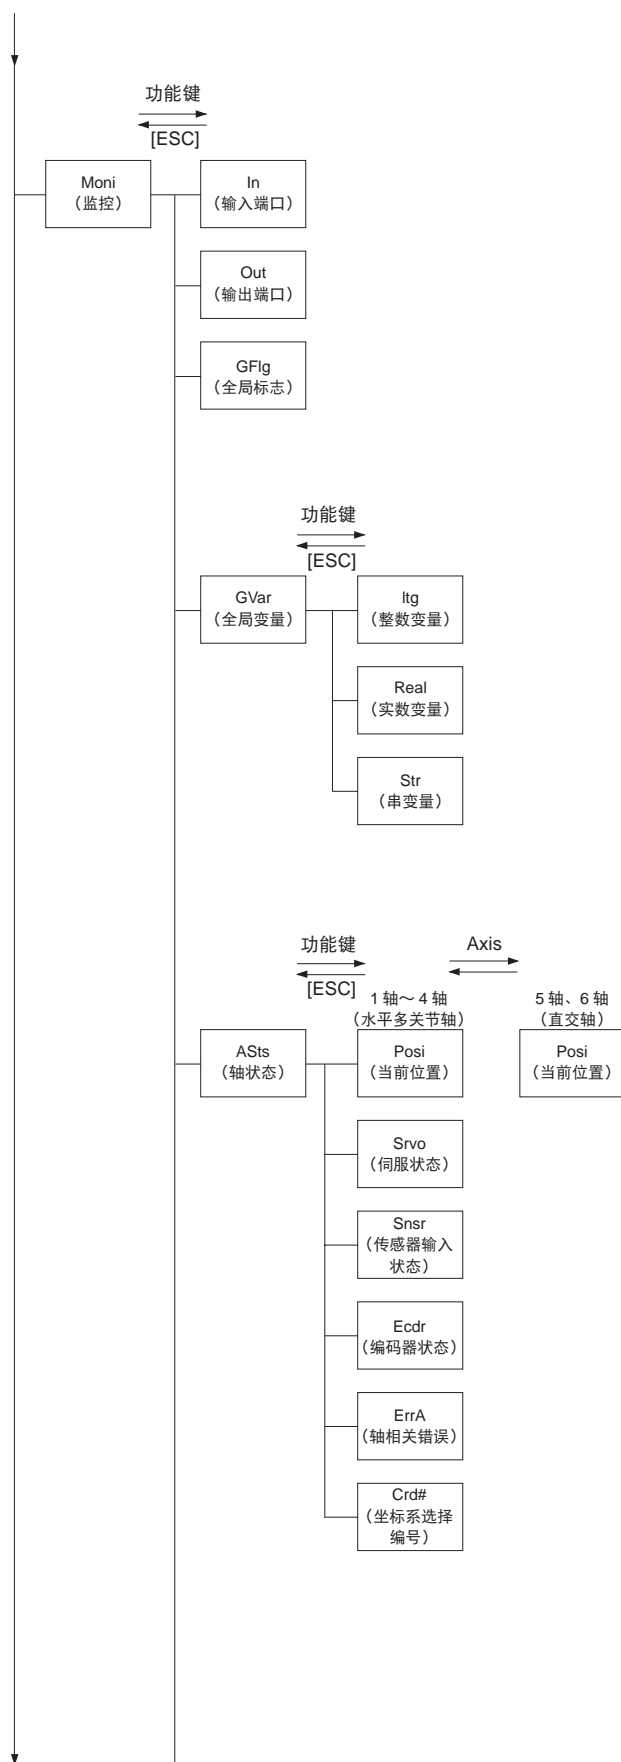 功能键
[ESC]
Moni
（监控）
In
（输入端口）
Out
（输出端口）
GFlg
（全局标志）
功能键
[ESC]
GVar
（全局变量）
Itg
（整数变量）
Real
（实数变量）
Str
（串变量）
功能键
[ESC]
Axis
1 轴～ 4 轴
（水平多关节轴）
5 轴、6 轴
（直交轴）
ASts
（轴状态）
Posi
（当前位置）
Posi
（当前位置）
Srvo
（伺服状态）
Snsr
（传感器输入
状态）
Ecdr
（编码器状态）
ErrA
（轴相关错误）
Crd#
（坐标系选择
编号）